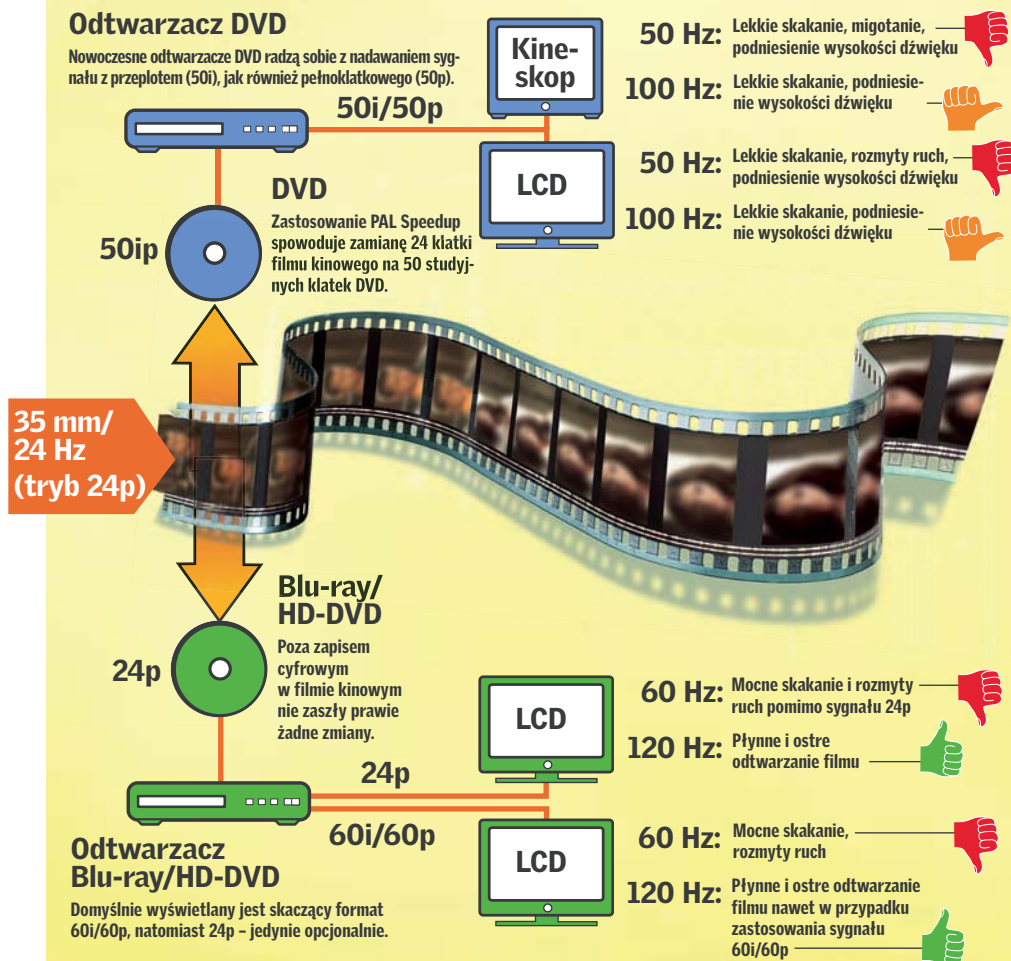 Odtwarzacz DVD
Nowoczesne odtwarzacze DVD radzą sobie z nadawaniem syg-
nału z przeplotem (50i), jak również pełnoklatkowego (50p).
50i/50p
Kine-
skop
50 Hz: Lekkie skakanie, migotanie,
podniesienie wysokości dźwięku
100 Hz: Lekkie skakanie, podniesie-
nie wysokości dźwięku
LCD
50 Hz: Lekkie skakanie, rozmyty ruch,
podniesienie wysokości dźwięku
100 Hz: Lekkie skakanie, podniesie-
nie wysokości dźwięku
50ip
DVD
Zastosowanie PAL Speedup
spowoduje zamianę 24 klatki
filmu kinowego na 50 studyj-
nych klatek DVD.
35 mm/
24 Hz
(tryb 24p)
Blu-ray/
HD-DVD
Poza zapisem
cyfrowym
w filmie kinowym
nie zaszły prawie
żadne zmiany.
24p
24p
60i/60p
LCD
60 Hz: Mocne skakanie i rozmyty
ruch pomimo sygnału 24p
120 Hz: Płynne i ostre
odtwarzanie filmu
LCD
60 Hz: Mocne skakanie,
rozmyty ruch
120 Hz: Płynne i ostre odtwarzanie
filmu nawet w przypadku
zastosowania sygnału
60i/60p
Odtwarzacz
Blu-ray/HD-DVD
Domyślnie wyświetlany jest skaczący format
60i/60p, natomiast 24p – jedynie opcjonalnie.